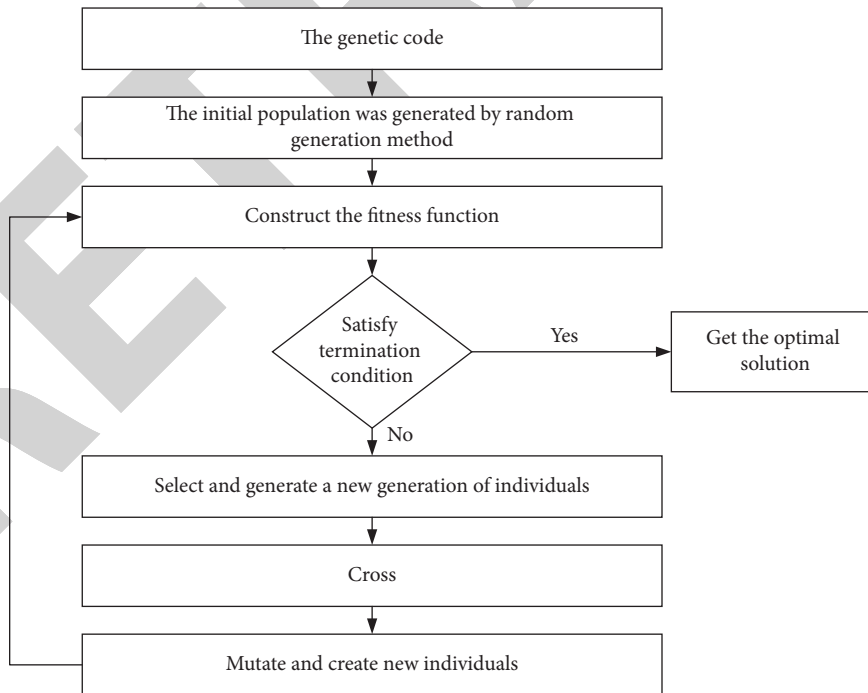 The genetic code
The initial population was generated by random
generation method
Construct the fitness function
Satisfy
termination
condition
Yes
Get the optimal
solution
No
Select and generate a new generation of individuals
Cross
Mutate and create new individuals